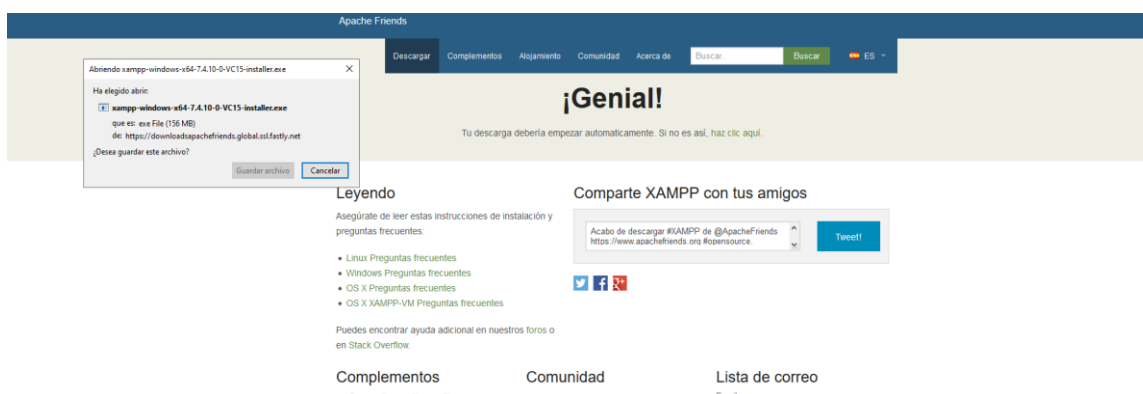 Apache Friends
Descargar Complementos Alojamiento Comunidad Acerca de Buscar.. Buscar ES
Abriendo xampp-windows-x64-7.4.10-0-VC15-installer.exe
Ha elegido abrir:
xampp-windows-x64-7.4.10-0-VC15-installer.exe
que es: exe File (156 MB)
de: https://downloadsapachefriends.global.ssl.fastly.net
¿Desea guardar este archivo?
Guardar archivo Cancelar
¡Genial!
Tu descarga debería empezar automaticamente. Si no es así, haz clic aquí.
Leyendo
Asegúrate de leer estas instrucciones de instalación y
preguntas frecuentes:
Linux Preguntas frecuentes
Windows Preguntas frecuentes
OS X Preguntas frecuentes
OS X XAMPP-VM Preguntas frecuentes
Puedes encontrar ayuda adicional en nuestros foros o
en Stack Overflow.
Comparte XAMPP con tus amigos
Acabo de descargar #XAMPP de @ApacheFriends
https://www.apachefriends.org #opensource.
Tweet!
Complementos
Comunidad
Lista de correo